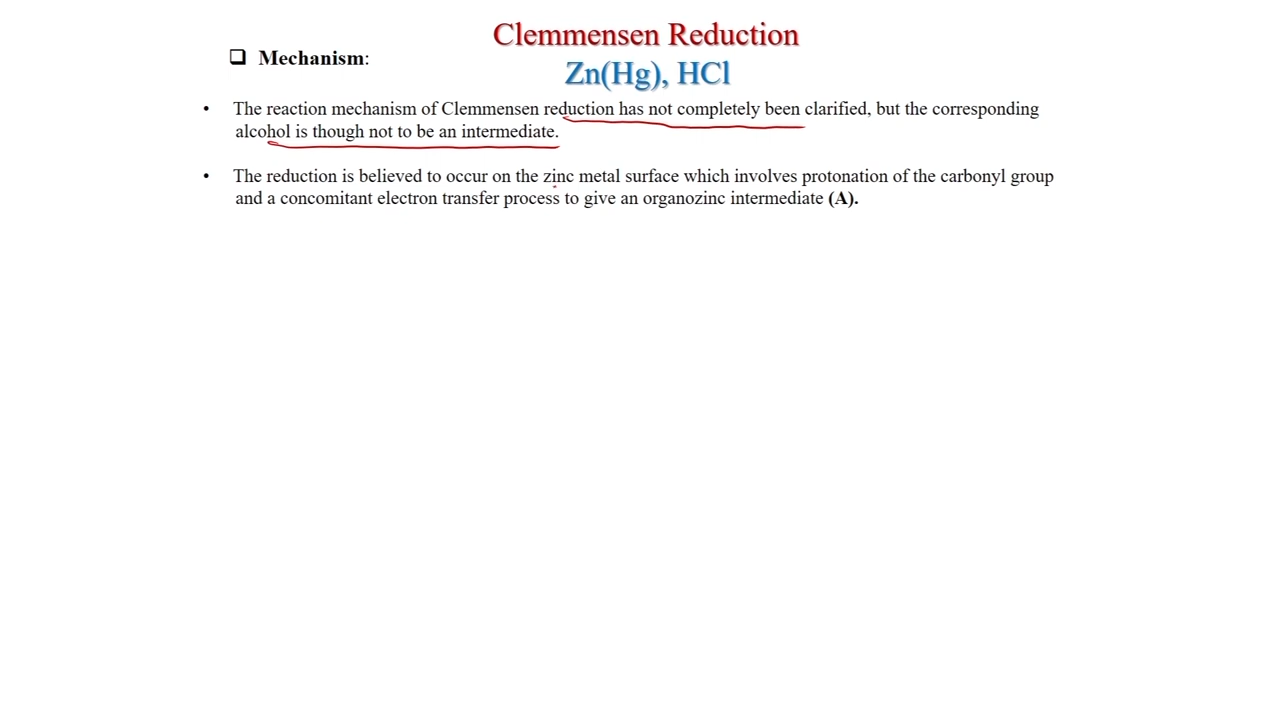 Clemmensen Reduction
Zn(Hg), HCl
❑ Mechanism:
• The reaction mechanism of Clemmensen reduction has not completely been clarified, but the corresponding
alcohol is though not to be an intermediate.
• The reduction is believed to occur on the zinc metal surface which involves protonation of the carbonyl group
and a concomitant electron transfer process to give an organozinc intermediate (A).